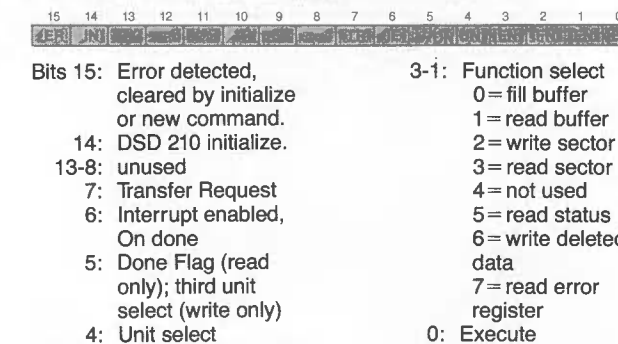 15 14 13 12 11 10 9 8 7 6 5 4 3 2 1 0
Bits 15: Error detected,
cleared by initialize
or new command.
14: DSD 210 initialize.
13-8: unused
7: Transfer Request
6: Interrupt enabled,
On done
5: Done Flag (read
only); third unit
select (write only)
4: Unit select
3-1: Function select
0=fill buffer
1=read buffer
2=write sector
3=read sector
4=not used
5=read status
6=write deleted
data
7=read error
register
0: Execute